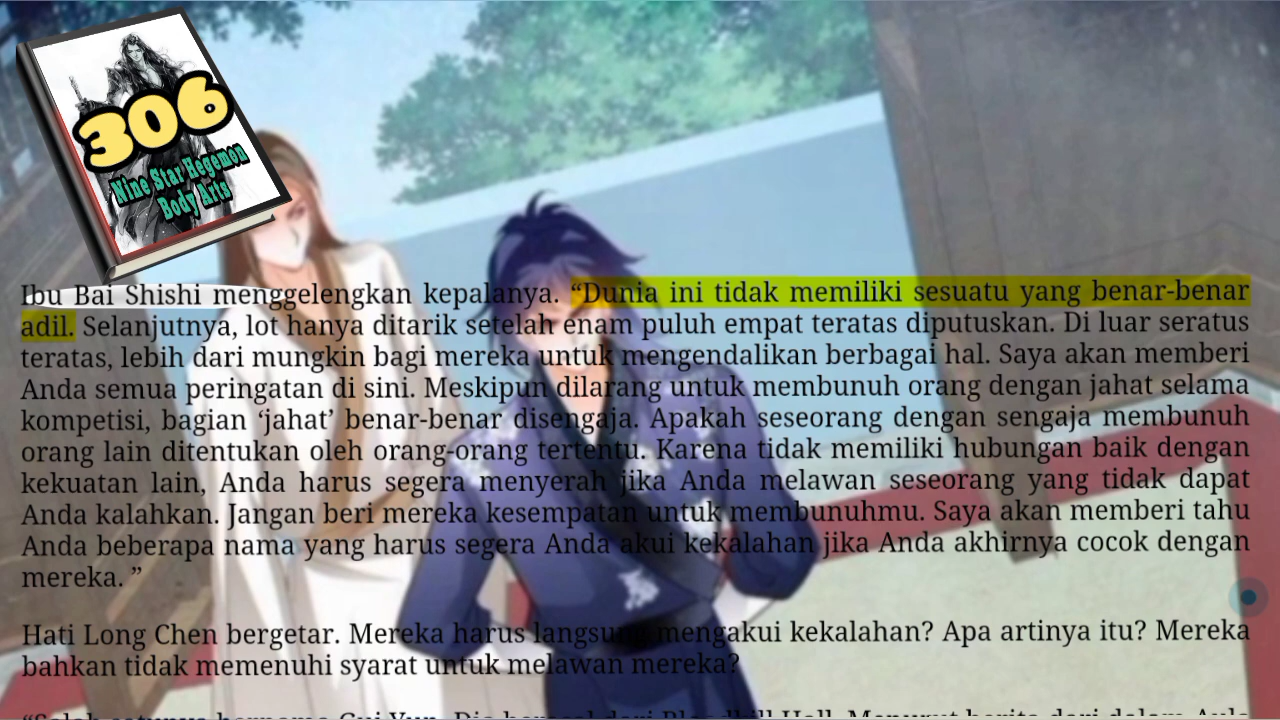 306
Nine Star Hegemon
Body Arts
Ibu Bai Shishi menggelengkan kepalanya. “Dunia ini tidak memiliki sesuatu yang benar-benar
adil. Selanjutnya, lot hanya ditarik setelah enam puluh empat teratas diputuskan. Di luar seratus
teratas, lebih dari mungkin bagi mereka untuk mengendalikan berbagai hal. Saya akan memberi
Anda semua peringatan di sini. Meskipun dilarang untuk membunuh orang dengan jahat selama
kompetisi, bagian ‘jahat’ benar-benar disengaja. Apakah seseorang dengan sengaja membunuh
orang lain ditentukan oleh orang-orang tertentu. Karena tidak memiliki hubungan baik dengan
kekuatan lain, Anda harus segera menyerah jika Anda melawan seseorang yang tidak dapat
Anda kalahkan. Jangan beri mereka kesempatan untuk membunuhmu. Saya akan memberi tahu
Anda beberapa nama yang harus segera Anda akui kekalahan jika Anda akhirnya cocok dengan
mereka. ”
Hati Long Chen bergetar. Mereka harus langsung mengakui kekalahan? Apa artinya itu? Mereka
bahkan tidak memenuhi syarat untuk melawan mereka?